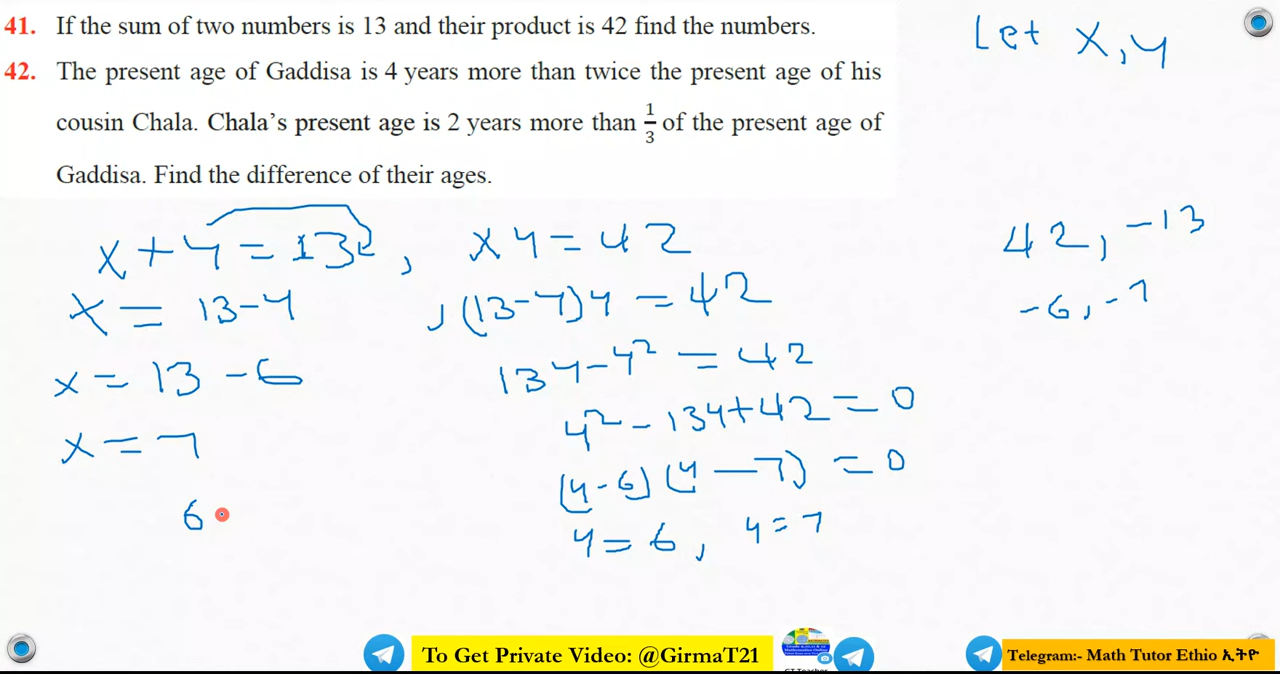 41. If the sum of two numbers is 13 and their product is 42 find the numbers.
42. The present age of Gaddisa is 4 years more than twice the present age of his
cousin Chala. Chala's present age is 2 years more than 1/3 of the present age of
Gaddisa. Find the difference of their ages.
Let x, y
x + y = 13, xy = 42
42, -13
x = 13 - y, (13 - y)y = 42
-6, -7
x = 13 - 6
13y - y² = 42
x = 7
y² - 13y + 42 = 0
(y - 6)(y - 7) = 0
6
y = 6, y = 7
To Get Private Video: @GirmaT21
Telegram:- Math Tutor Ethio ኢትዮ